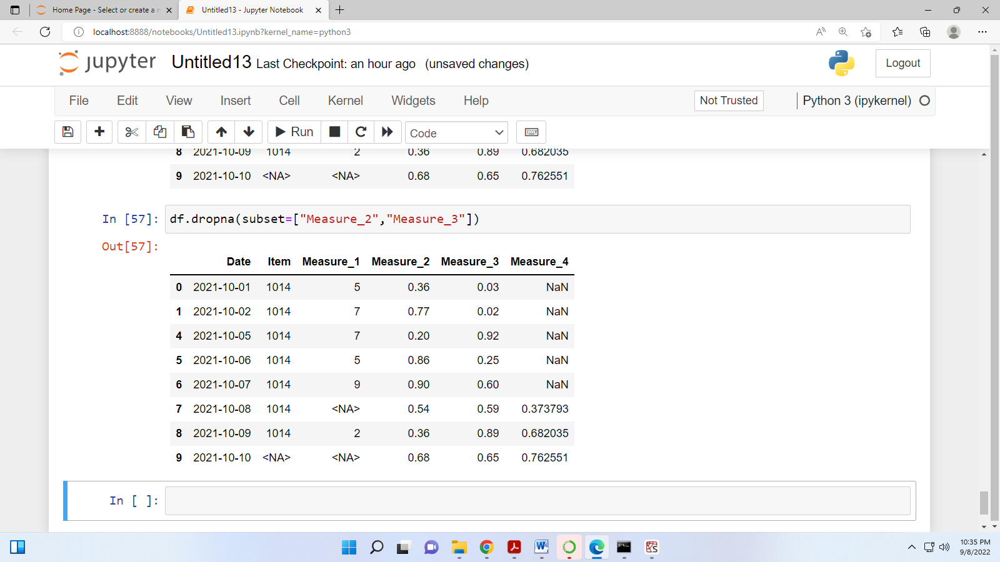 Home Page - Select or create a n
Untitled13 - Jupyter Notebook
localhost:8888/notebooks/Untitled13.ipynb?kernel_name=python3
jupyter Untitled13 Last Checkpoint: an hour ago (unsaved changes)
Logout
File Edit View Insert Cell Kernel Widgets Help
Not Trusted
Python 3 (ipykernel)
Run
Code
8 2021-10-09 1014 2 0.36 0.89 0.682035
9 2021-10-10 <NA> <NA> 0.68 0.65 0.762551
In [57]: df.dropna(subset=["Measure_2","Measure_3"])
Out[57]:
Date Item Measure_1 Measure_2 Measure_3 Measure_4
0 2021-10-01 1014 5 0.36 0.03 NaN
1 2021-10-02 1014 7 0.77 0.02 NaN
4 2021-10-05 1014 7 0.20 0.92 NaN
5 2021-10-06 1014 5 0.86 0.25 NaN
6 2021-10-07 1014 9 0.90 0.60 NaN
7 2021-10-08 1014 <NA> 0.54 0.59 0.373793
8 2021-10-09 1014 2 0.36 0.89 0.682035
9 2021-10-10 <NA> <NA> 0.68 0.65 0.762551
In [ ]:
10:35 PM
9/8/2022